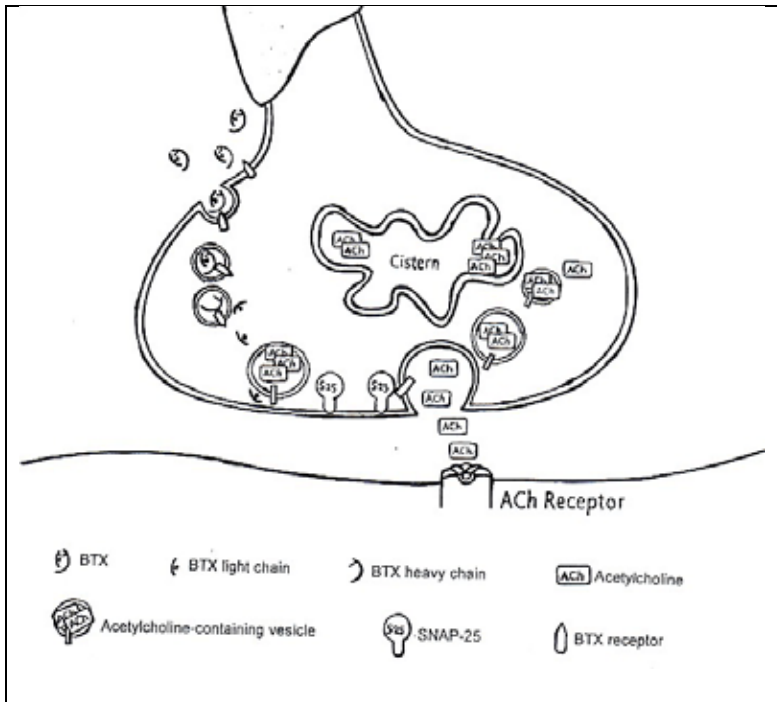 ACh
ACh
Cistern
ACh
ACh
ACh
ACh
ACh
ACh
ACh
ACh
ACh
ACh
ACh
S25
S25
ACh
ACh
ACh
ACh
ACh Receptor
BTX
BTX light chain
BTX heavy chain
ACh Acetylcholine
Acetylcholine-containing vesicle
S25 SNAP-25
BTX receptor